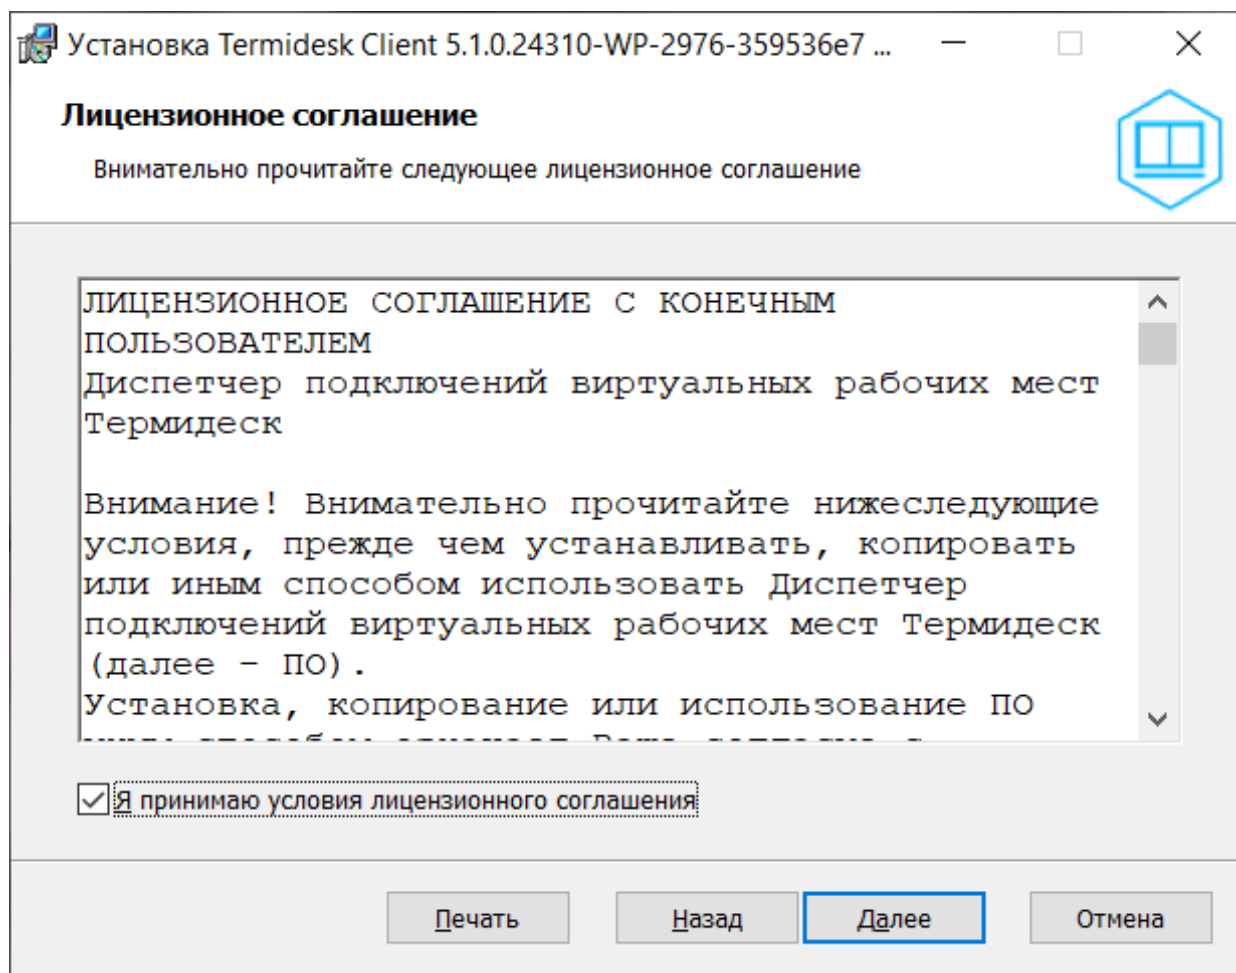 Установка Termidesk Client 5.1.0.24310-WP-2976-359536e7 ...
Лицензионное соглашение
Внимательно прочитайте следующее лицензионное соглашение
ЛИЦЕНЗИОННОЕ СОГЛАШЕНИЕ С КОНЕЧНЫМ
ПОЛЬЗОВАТЕЛЕМ
Диспетчер подключений виртуальных рабочих мест
Термидеск
Внимание! Внимательно прочитайте нижеследующие
условия, прежде чем устанавливать, копировать
или иным способом использовать Диспетчер
подключений виртуальных рабочих мест Термидеск
(далее – ПО).
Установка, копирование или использование ПО
Я принимаю условия лицензионного соглашения
Печать
Назад
Далее
Отмена